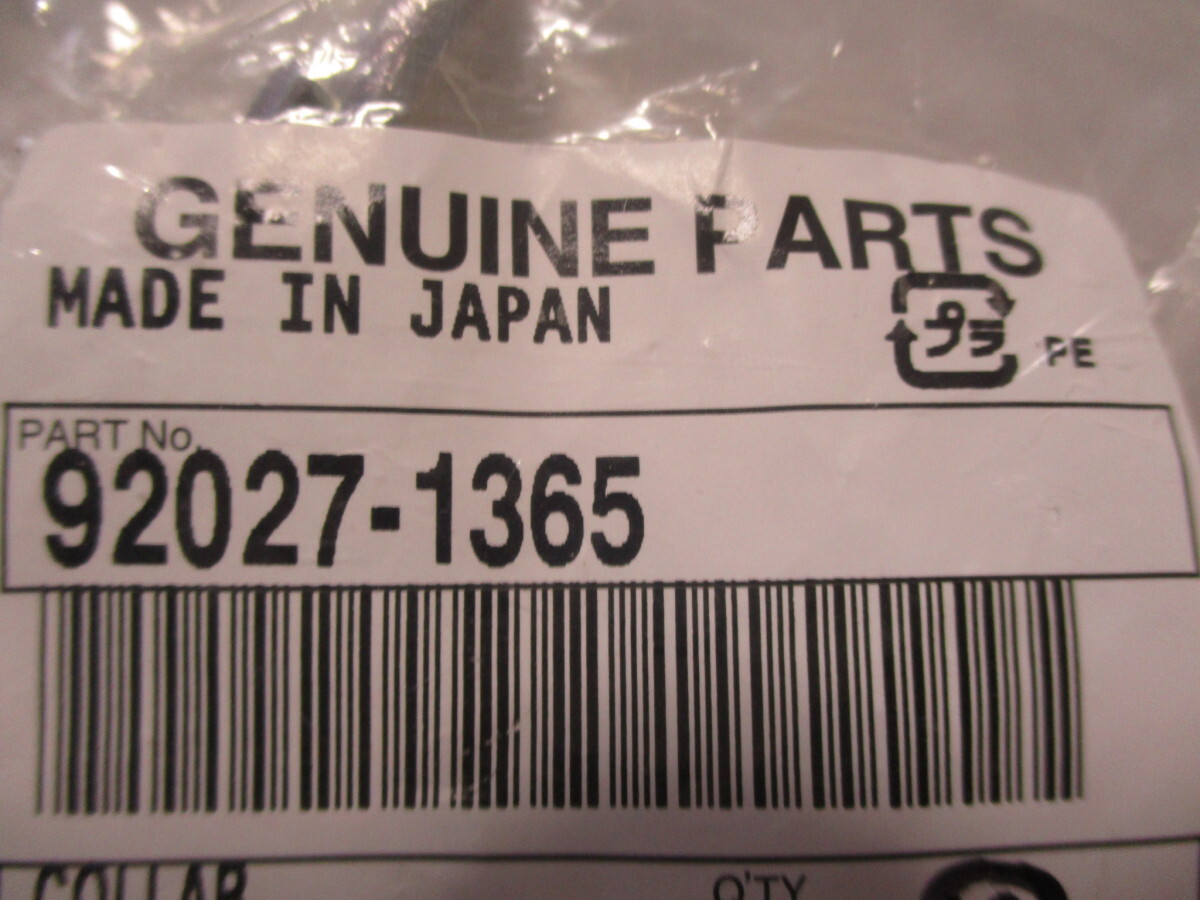 GENUINE PARTS
MADE IN JAPAN
プラ PE
PART No.
92027-1365
COLLAR
Q'TY